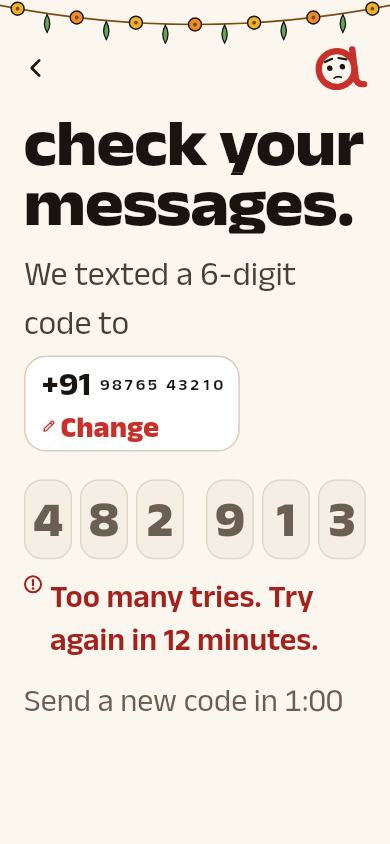 check your
messages.
We texted a 6-digit
code to
+91 98765 43210
Change
4 8 2 9 1 3
Too many tries. Try
again in 12 minutes.
Send a new code in 1:00